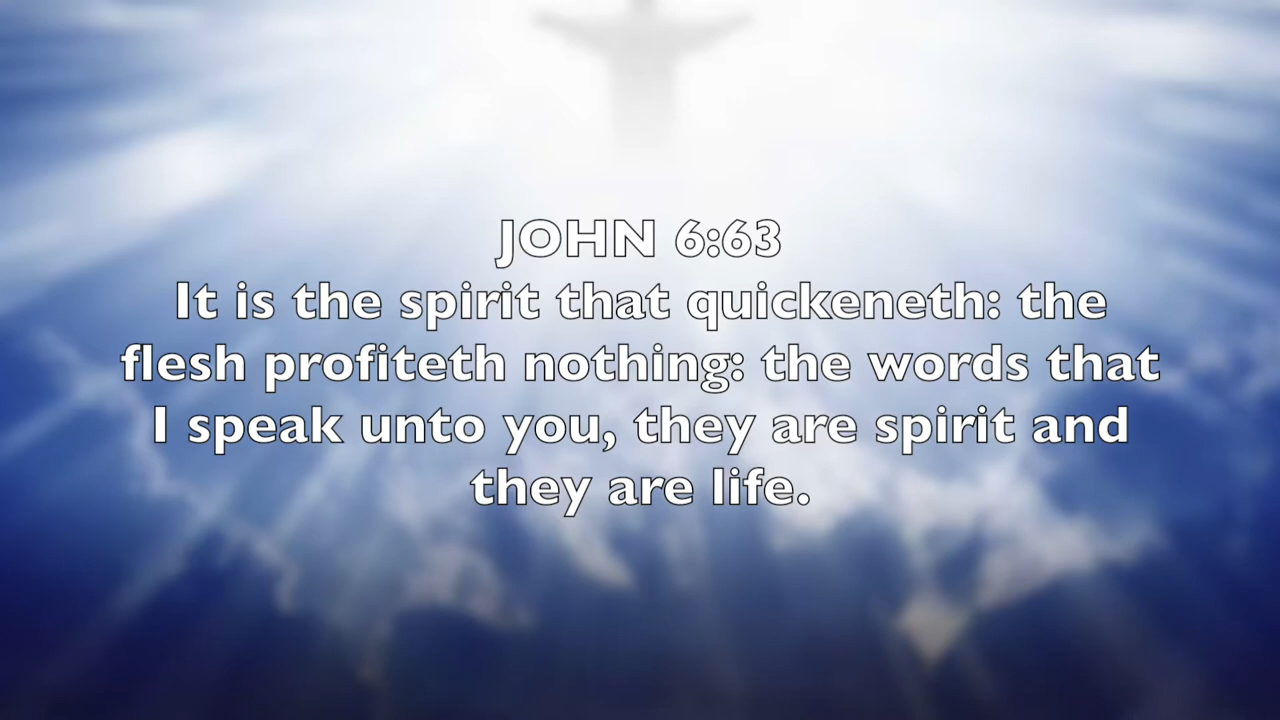 JOHN 6:63
It is the spirit that quickeneth: the
flesh profiteth nothing: the words that
I speak unto you, they are spirit and
they are life.